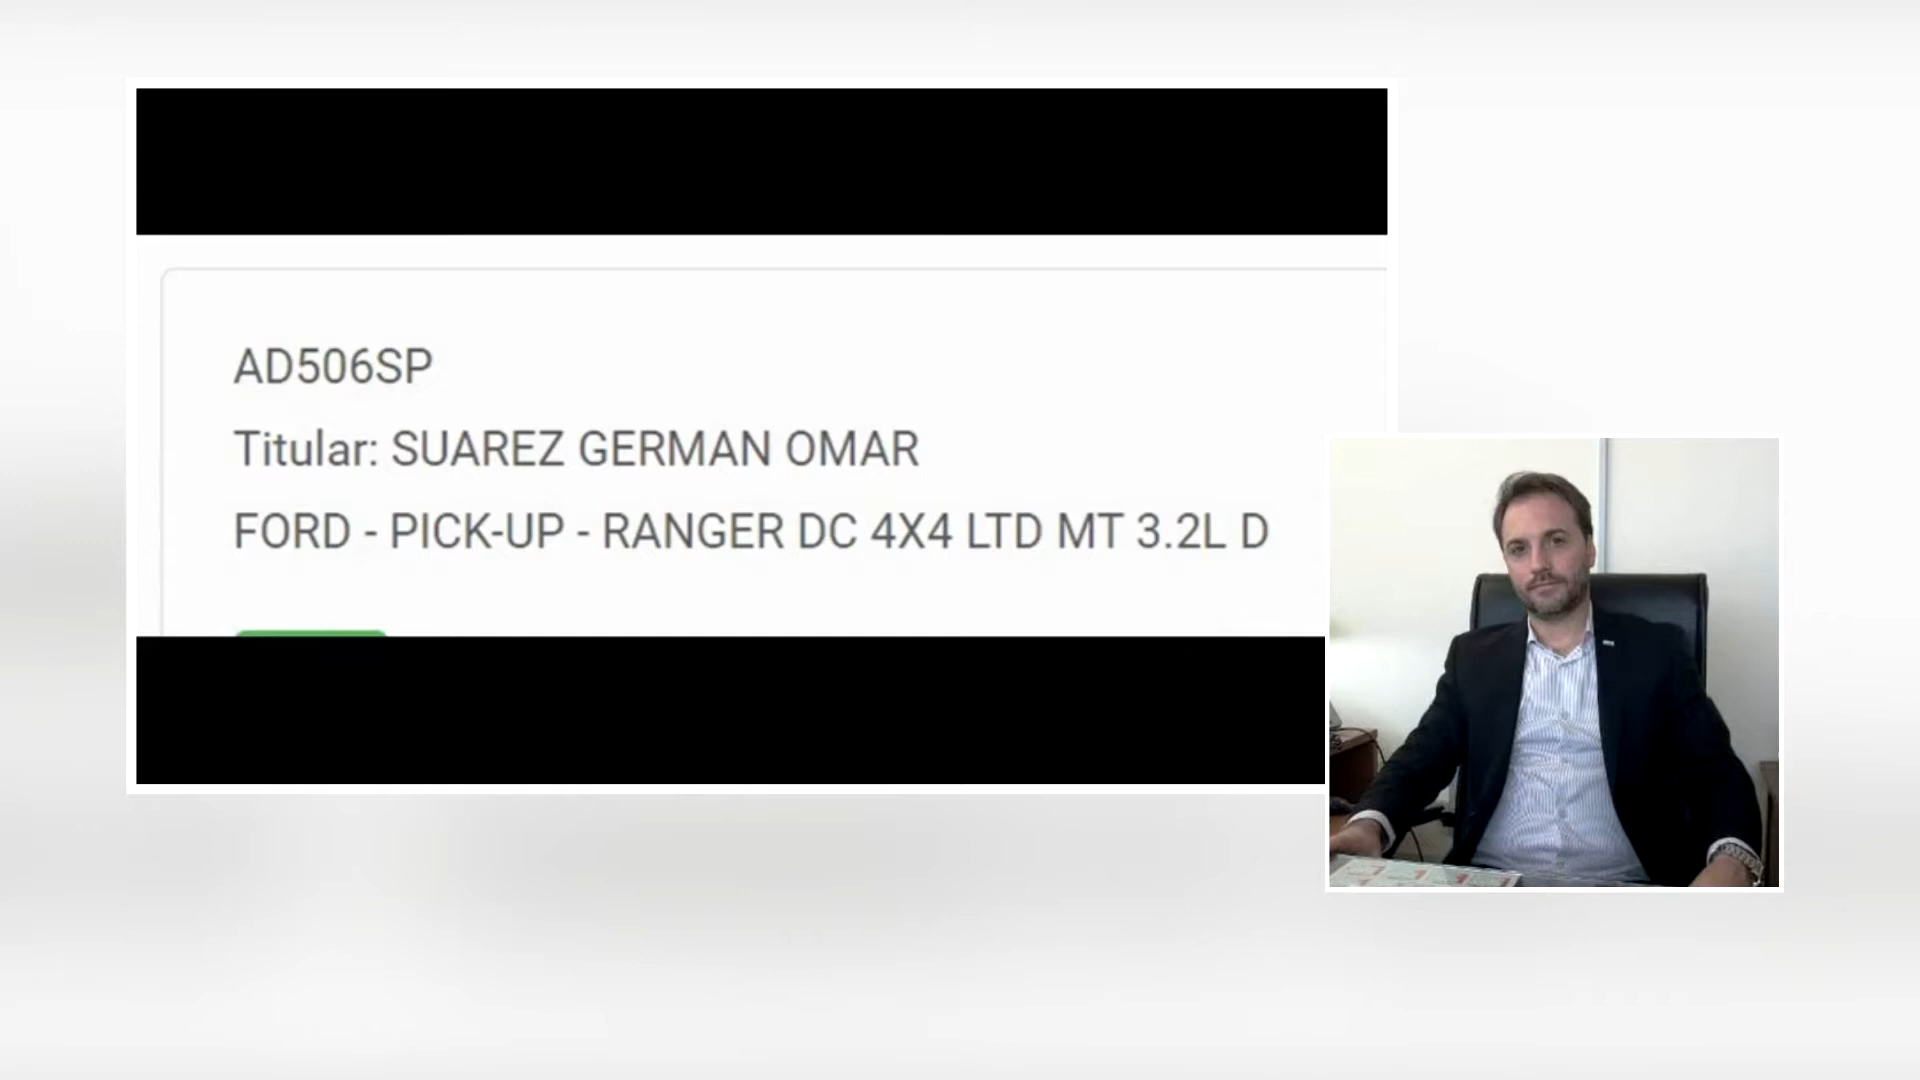 AD506SP
Titular: SUAREZ GERMAN OMAR
FORD - PICK-UP - RANGER DC 4X4 LTD MT 3.2L D